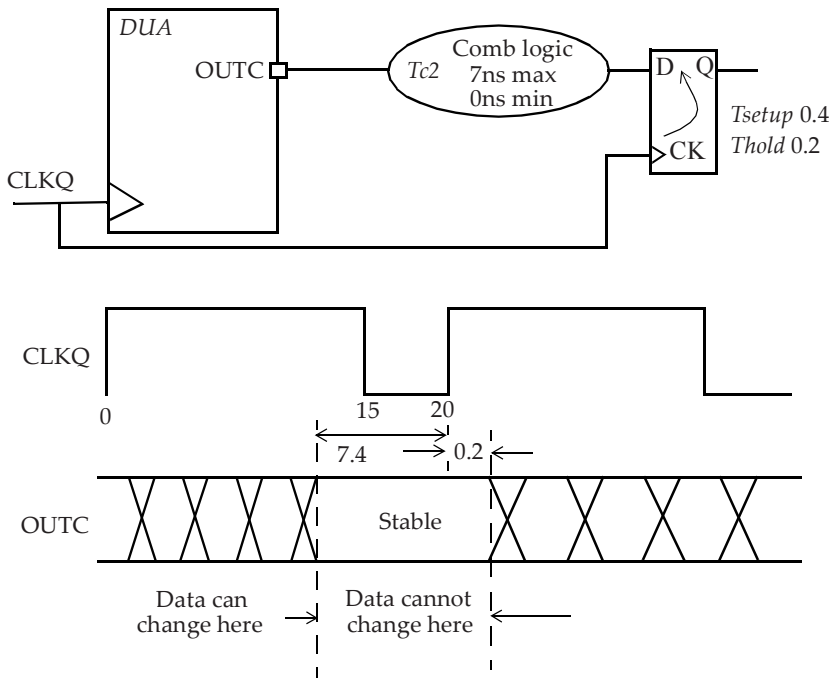 DUA
OUTC
Tc2
Comb logic
7ns max
0ns min
D Q
CK
Tsetup 0.4
Thold 0.2
CLKQ
CLKQ
0
15
20
7.4
0.2
OUTC
Stable
Data can
change here
Data cannot
change here